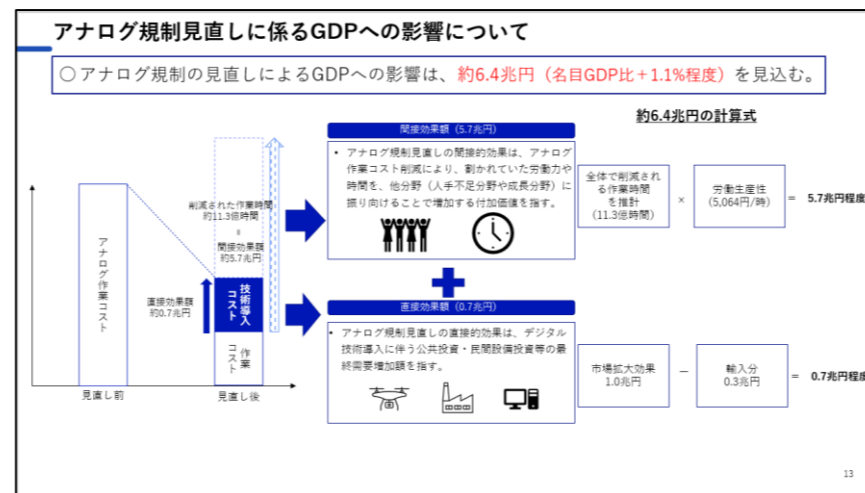 アナログ規制見直しに係るGDPへの影響について
○アナログ規制の見直しによるGDPへの影響は、約6.4兆円（名目GDP比＋1.1%程度）を見込む。
約6.4兆円の計算式
間接効果額（5.7兆円）
• アナログ規制見直しの間接的効果は、アナログ
作業コスト削減により、割かれていた労働力や
時間を、他分野（人手不足分野や成長分野）に
振り向けることで増加する付加価値を指す。
全体で削減され
る作業時間
を推計
（11.3億時間）
×
労働生産性
（5,064円/時）
＝
5.7兆円程度
アナログ作業コスト
削減された作業時間
約11.3億時間
＝
間接効果額
約5.7兆円
直接効果額
約0.7兆円
技術導入
コスト
作業
コスト
見直し前
見直し後
直接効果額（0.7兆円）
• アナログ規制見直しの直接的効果は、デジタル
技術導入に伴う公共投資・民間設備投資等の最
終需要増加額を指す。
市場拡大効果
1.0兆円
－
輸入分
0.3兆円
＝
0.7兆円程度
13